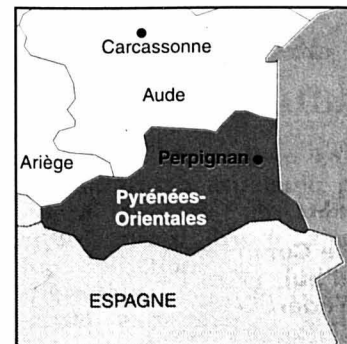 Carcassonne
Aude
Ariège
Perpignan
Pyrénées-
Orientales
ESPAGNE